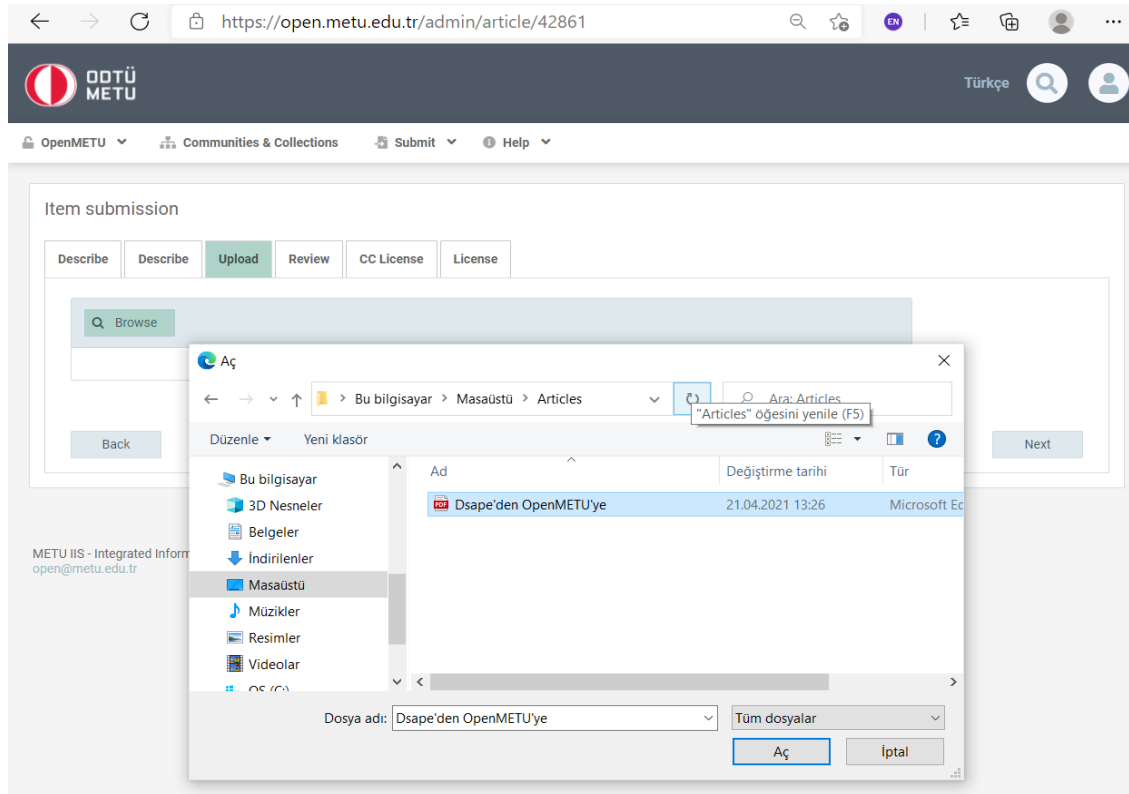 https://open.metu.edu.tr/admin/article/42861
EN
ODTÜ
METU
Türkçe
OpenMETU
Communities & Collections
Submit
Help
Item submission
Describe
Describe
Upload
Review
CC License
License
Browse
Aç
Bu bilgisayar > Masaüstü > Articles
Ara: Articles
"Articles" öğesini yenile (F5)
Düzenle
Yeni klasör
Back
Next
Bu bilgisayar
3D Nesneler
Belgeler
İndirilenler
Masaüstü
Müzikler
Resimler
Videolar
OS (C:)
Ad
Değiştirme tarihi
Tür
PDF
Dsape'den OpenMETU'ye
21.04.2021 13:26
Microsoft Ec
METU IIS - Integrated Inform
open@metu.edu.tr
Dosya adı:
Dsape'den OpenMETU'ye
Tüm dosyalar
Aç
İptal